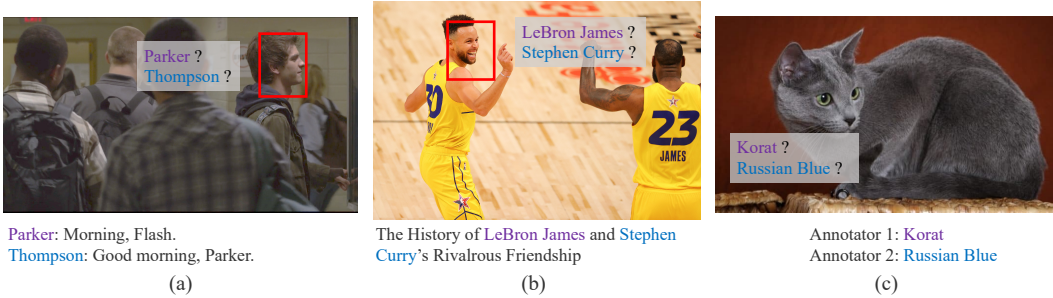 Parker ?
Thompson ?
Parker: Morning, Flash.
Thompson: Good morning, Parker.
(a)
LeBron James ?
Stephen Curry ?
30
23
JAMES
The History of LeBron James and Stephen
Curry's Rivalrous Friendship
(b)
Korat ?
Russian Blue ?
Annotator 1: Korat
Annotator 2: Russian Blue
(c)